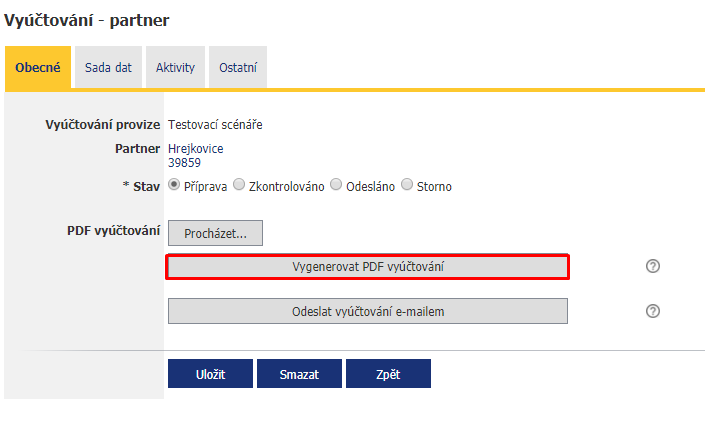 Vyúčtování - partner
Obecné Sada dat Aktivity Ostatní
Vyúčtování provize Testovací scénáře
Partner Hrejkovice
39859
* Stav Příprava Zkontrolováno Odesláno Storno
PDF vyúčtování Procházet...
Vygenerovat PDF vyúčtování ?
Odeslat vyúčtování e-mailem ?
Uložit Smazat Zpět